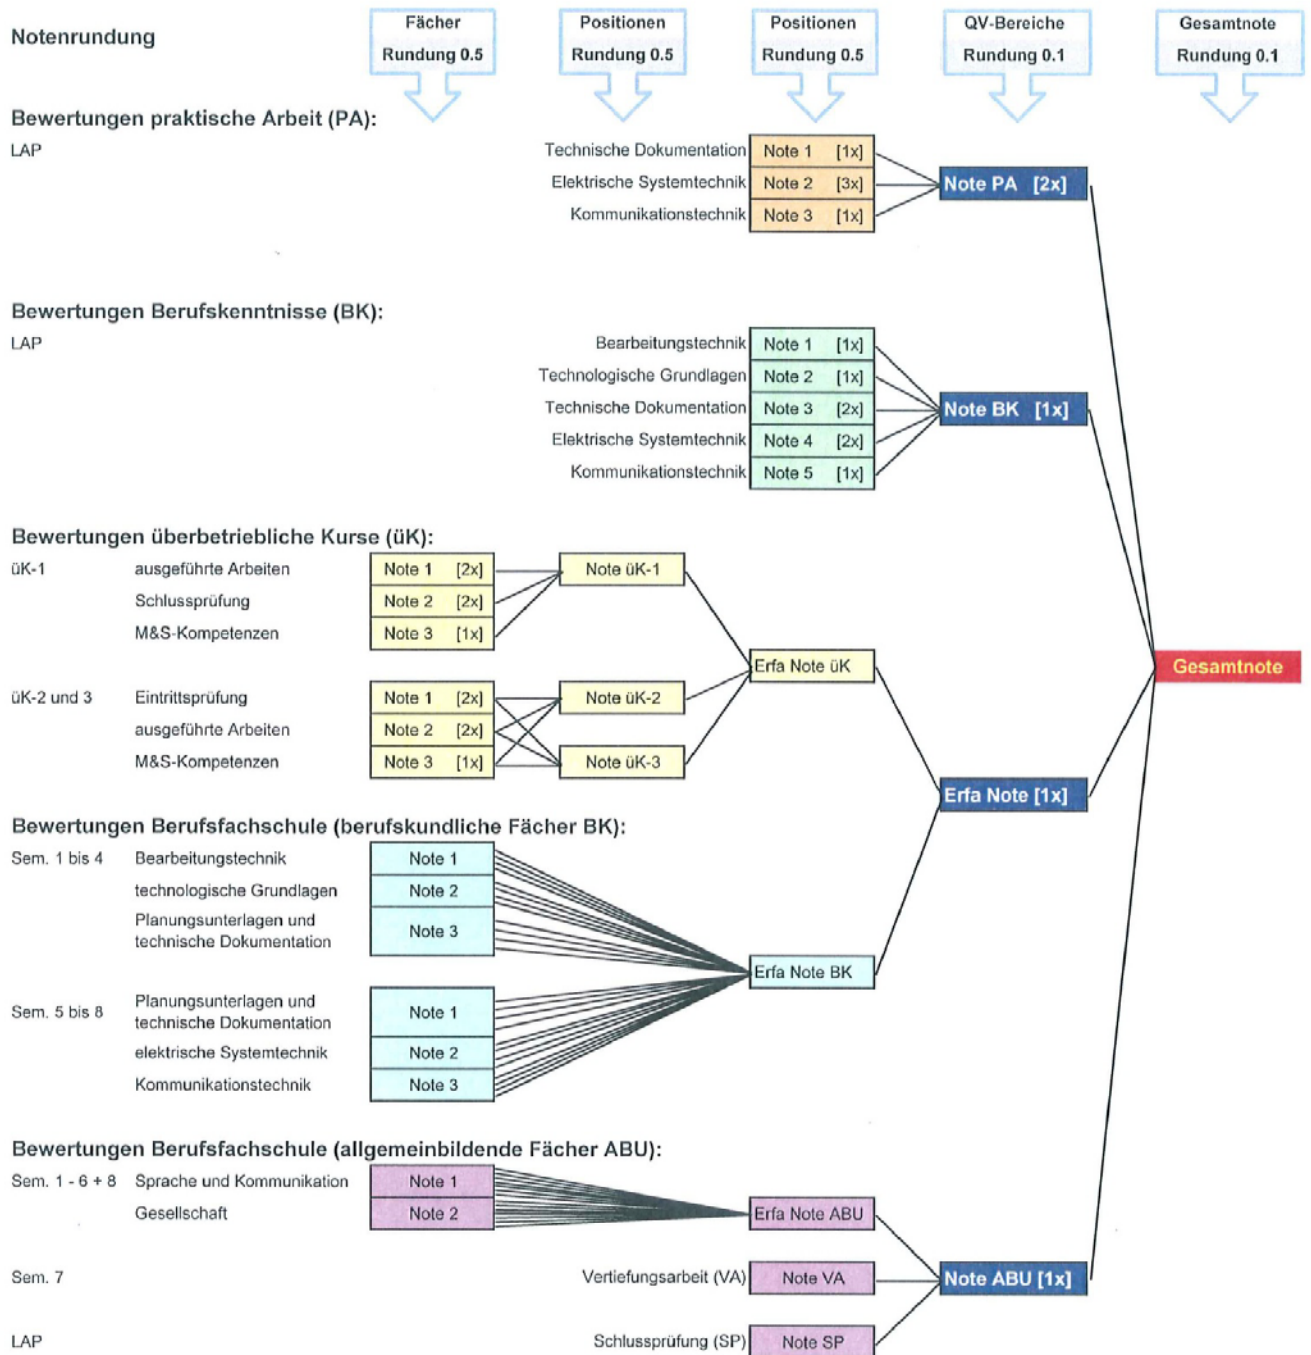 Notenrundung
Fächer
Rundung 0.5
Positionen
Rundung 0.5
Positionen
Rundung 0.5
QV-Bereiche
Rundung 0.1
Gesamtnote
Rundung 0.1
Bewertungen praktische Arbeit (PA):
LAP
Technische Dokumentation Note 1 [1x]
Elektrische Systemtechnik Note 2 [3x]
Kommunikationstechnik Note 3 [1x]
Note PA [2x]
Bewertungen Berufskenntnisse (BK):
LAP
Bearbeitungstechnik Note 1 [1x]
Technologische Grundlagen Note 2 [1x]
Technische Dokumentation Note 3 [2x]
Elektrische Systemtechnik Note 4 [2x]
Kommunikationstechnik Note 5 [1x]
Note BK [1x]
Bewertungen überbetriebliche Kurse (üK):
üK-1 ausgeführte Arbeiten Note 1 [2x] Note üK-1
Schlussprüfung Note 2 [2x]
M&S-Kompetenzen Note 3 [1x]
Erfa Note üK
Gesamtnote
üK-2 und 3 Eintrittsprüfung Note 1 [2x] Note üK-2
ausgeführte Arbeiten Note 2 [2x]
M&S-Kompetenzen Note 3 [1x] Note üK-3
Erfa Note [1x]
Bewertungen Berufsfachschule (berufskundliche Fächer BK):
Sem. 1 bis 4 Bearbeitungstechnik Note 1
technologische Grundlagen Note 2
Planungsunterlagen und
technische Dokumentation
Note 3
Erfa Note BK
Sem. 5 bis 8
Planungsunterlagen und
technische Dokumentation
Note 1
elektrische Systemtechnik Note 2
Kommunikationstechnik Note 3
Bewertungen Berufsfachschule (allgemeinbildende Fächer ABU):
Sem. 1 - 6 + 8 Sprache und Kommunikation Note 1
Gesellschaft Note 2 Erfa Note ABU
Sem. 7 Vertiefungsarbeit (VA) Note VA Note ABU [1x]
LAP Schlussprüfung (SP) Note SP